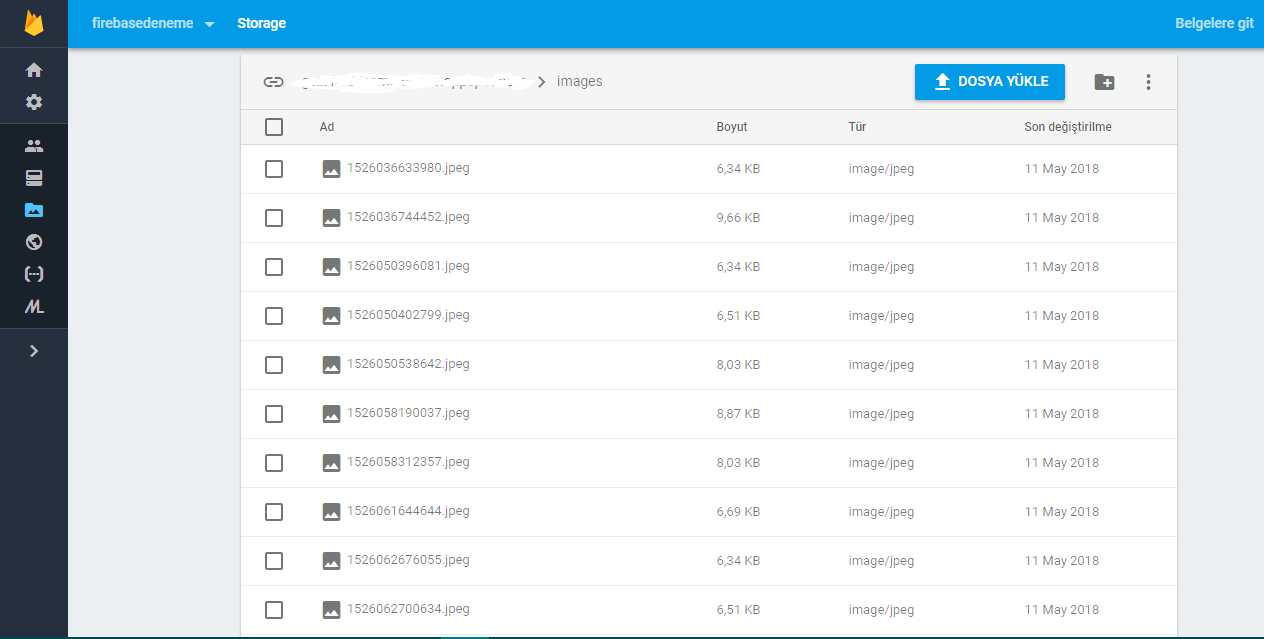 firebasedeneme Storage Belgelere git
images DOSYA YÜKLE
Ad Boyut Tür Son değiştirilme
1526036633980.jpeg 6,34 KB image/jpeg 11 May 2018
1526036744452.jpeg 9,66 KB image/jpeg 11 May 2018
1526050396081.jpeg 6,34 KB image/jpeg 11 May 2018
1526050402799.jpeg 6,51 KB image/jpeg 11 May 2018
1526050538642.jpeg 8,03 KB image/jpeg 11 May 2018
1526058190037.jpeg 8,87 KB image/jpeg 11 May 2018
1526058312357.jpeg 8,03 KB image/jpeg 11 May 2018
1526061644644.jpeg 6,69 KB image/jpeg 11 May 2018
1526062676055.jpeg 6,34 KB image/jpeg 11 May 2018
1526062700634.jpeg 6,51 KB image/jpeg 11 May 2018